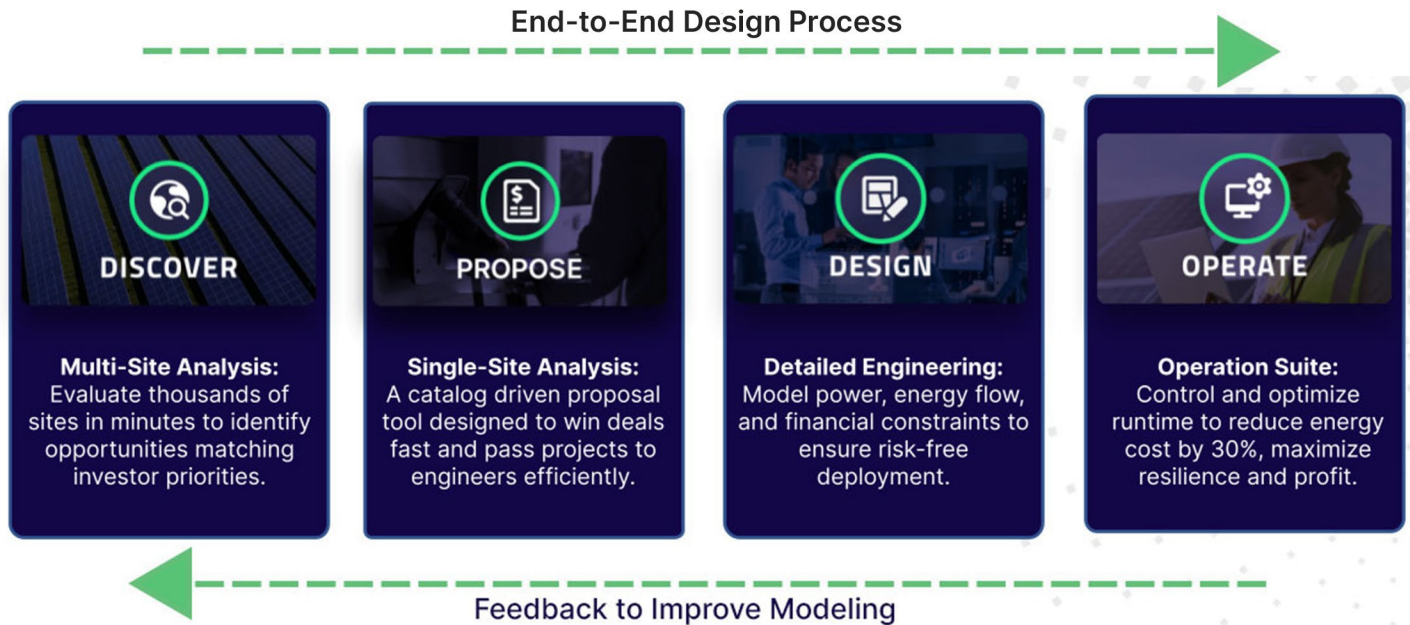 End-to-End Design Process
DISCOVER
Multi-Site Analysis:
Evaluate thousands of
sites in minutes to identify
opportunities matching
investor priorities.
$
PROPOSE
Single-Site Analysis:
A catalog driven proposal
tool designed to win deals
fast and pass projects to
engineers efficiently.
DESIGN
Detailed Engineering:
Model power, energy flow,
and financial constraints to
ensure risk-free
deployment.
OPERATE
Operation Suite:
Control and optimize
runtime to reduce energy
cost by 30%, maximize
resilience and profit.
Feedback to Improve Modeling